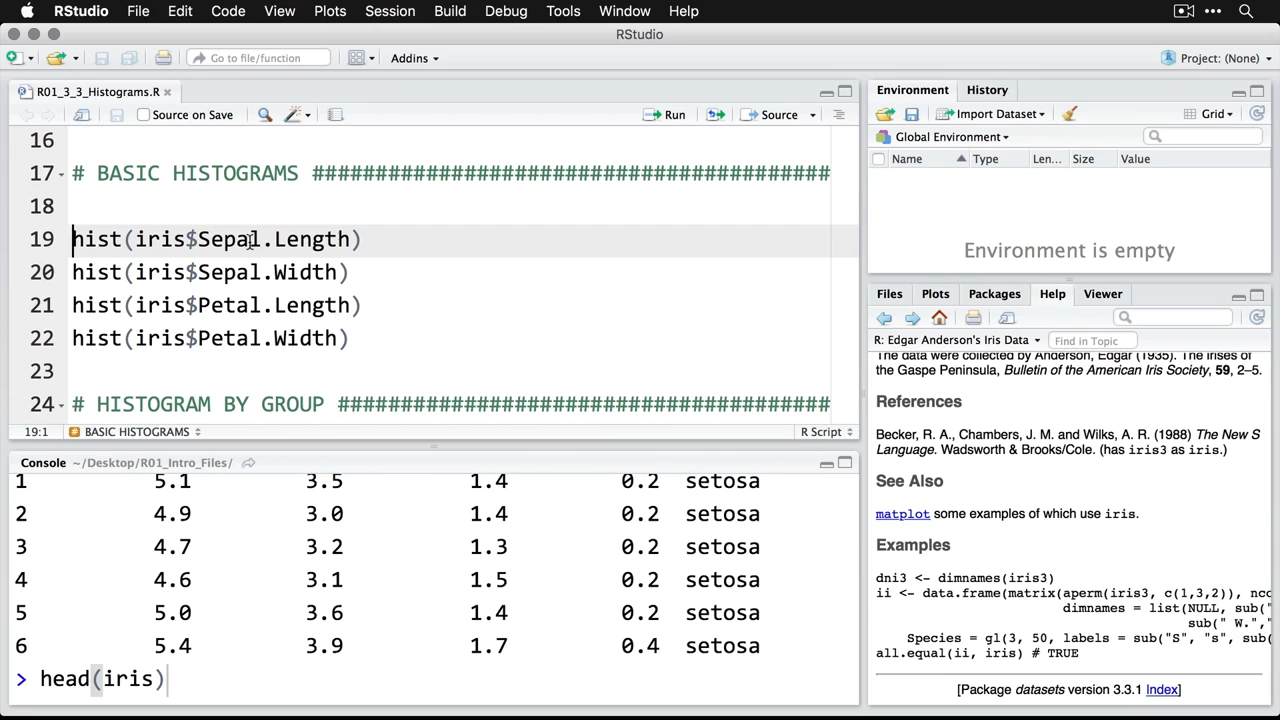 RStudio File Edit Code View Plots Session Build Debug Tools Window Help
RStudio
Go to file/function Addins Project: (None)
R01_3_3_Histograms.R
Source on Save Run Source
16
17 # BASIC HISTOGRAMS #########################################
18
19 hist(iris$Sepal.Length)
20 hist(iris$Sepal.Width)
21 hist(iris$Petal.Length)
22 hist(iris$Petal.Width)
23
24 # HISTOGRAM BY GROUP #######################################
19:1 # BASIC HISTOGRAMS R Script
Console ~/Desktop/R01_Intro_Files/
1 5.1 3.5 1.4 0.2 setosa
2 4.9 3.0 1.4 0.2 setosa
3 4.7 3.2 1.3 0.2 setosa
4 4.6 3.1 1.5 0.2 setosa
5 5.0 3.6 1.4 0.2 setosa
6 5.4 3.9 1.7 0.4 setosa
> head(iris)
Environment History
Import Dataset Grid
Global Environment
Name Type Len... Size Value
Environment is empty
Files Plots Packages Help Viewer
R: Edgar Anderson's Iris Data Find in Topic
The data were collected by Anderson, Edgar (1935). The irises of
the Gaspe Peninsula, Bulletin of the American Iris Society, 59, 2–5.
References
Becker, R. A., Chambers, J. M. and Wilks, A. R. (1988) The New S
Language. Wadsworth & Brooks/Cole. (has iris3 as iris.)
See Also
matplot some examples of which use iris.
Examples
dni3 <- dimnames(iris3)
ii <- data.frame(matrix(aperm(iris3, c(1,3,2)), nco
dimnames = list(NULL, sub("
sub(" W.","
Species = gl(3, 50, labels = sub("S", "s", sub(
all.equal(ii, iris) # TRUE
[Package datasets version 3.3.1 Index]